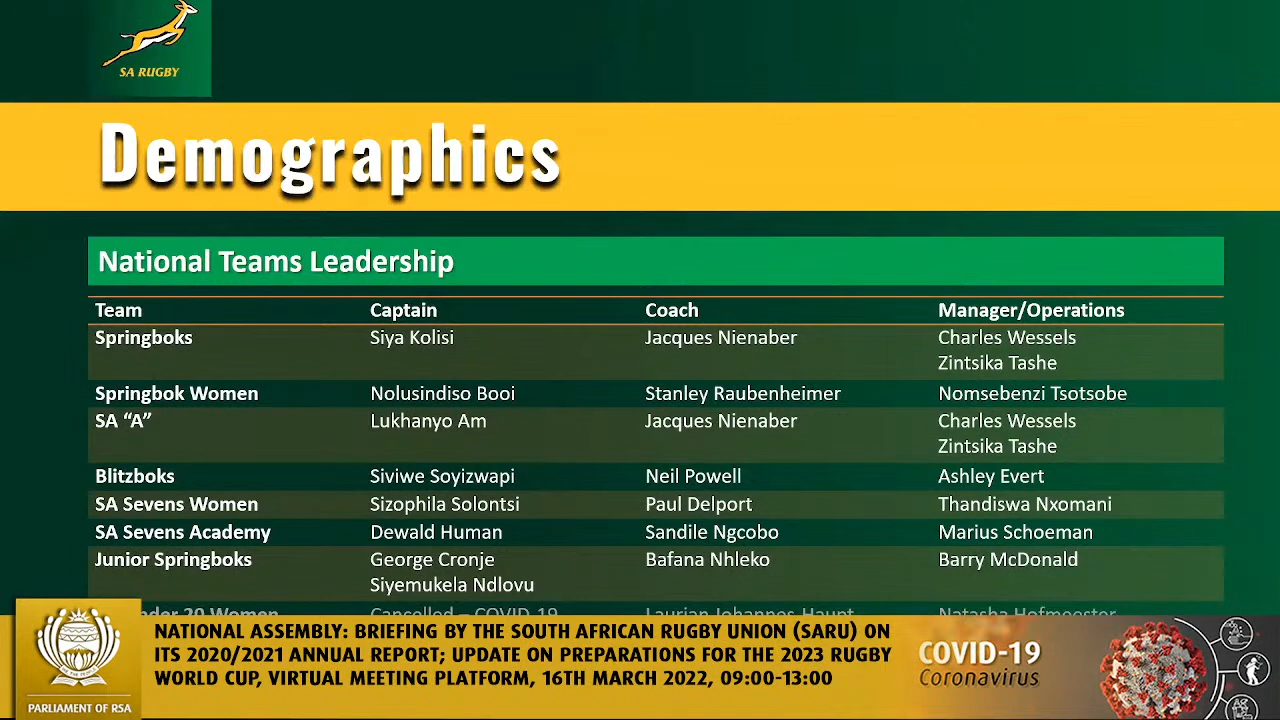 SA RUGBY
Demographics
National Teams Leadership
Team Captain Coach Manager/Operations
Springboks Siya Kolisi Jacques Nienaber Charles Wessels
Zintsika Tashe
Springbok Women Nolusindiso Booi Stanley Raubenheimer Nomsebenzi Tsotsobe
SA “A” Lukhanyo Am Jacques Nienaber Charles Wessels
Zintsika Tashe
Blitzboks Siviwe Soyizwapi Neil Powell Ashley Evert
SA Sevens Women Sizophila Solontsi Paul Delport Thandiswa Nxomani
SA Sevens Academy Dewald Human Sandile Ngcobo Marius Schoeman
Junior Springboks George Cronje Bafana Nhleko Barry McDonald
Siyemukela Ndlovu
20 Women Cancelled – COVID-19
NATIONAL ASSEMBLY: BRIEFING BY THE SOUTH AFRICAN RUGBY UNION (SARU) ON
ITS 2020/2021 ANNUAL REPORT; UPDATE ON PREPARATIONS FOR THE 2023 RUGBY
WORLD CUP, VIRTUAL MEETING PLATFORM, 16TH MARCH 2022, 09:00-13:00
PARLIAMENT OF RSA
COVID-19
Coronavirus